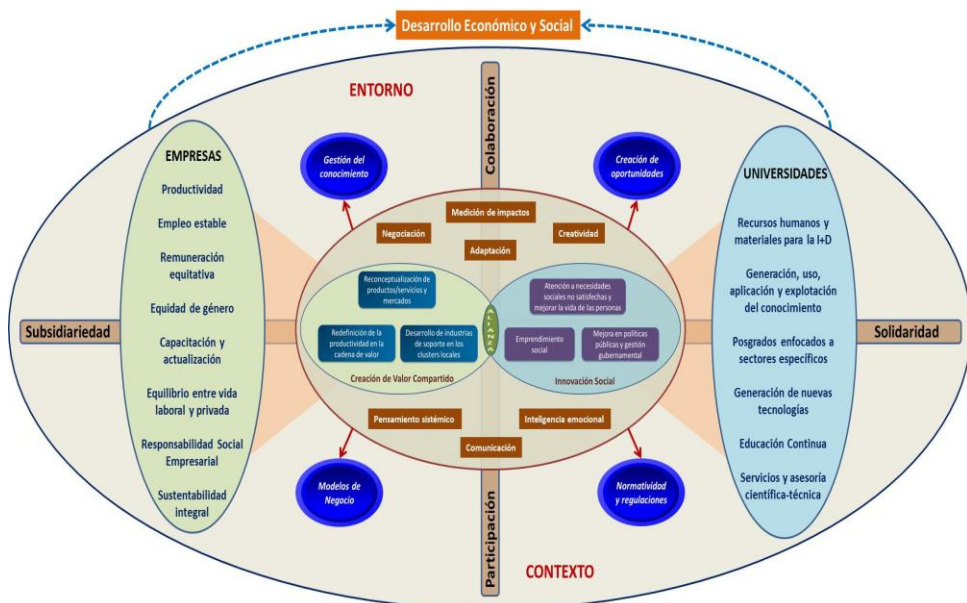 Desarrollo Económico y Social
ENTORNO
Colaboración
EMPRESAS
Productividad
Empleo estable
Remuneración
equitativa
Equidad de género
Capacitación y
actualización
Equilibrio entre vida
laboral y privada
Responsabilidad Social
Empresarial
Sustentabilidad
integral
Subsidiariedad
Gestión del
conocimiento
Creación de
oportunidades
Medición de impactos
Negociación
Creatividad
Adaptación
Reconceptualización de
productos/servicios y
mercados
Redefinición de la
productividad en la
cadena de valor
Desarrollo de industrias
de soporte en los
clusters locales
Creación de Valor Compartido
ALIANZA
Atención a necesidades
sociales no satisfechas y
mejorar la vida de las personas
Emprendimiento
social
Mejora en políticas
públicas y gestión
gubernamental
Innovación Social
Pensamiento sistémico
Inteligencia emocional
Comunicación
Modelos de
Negocio
Normatividad
y regulaciones
UNIVERSIDADES
Recursos humanos y
materiales para la I+D
Generación, uso,
aplicación y explotación
del conocimiento
Posgrados enfocados a
sectores específicos
Generación de nuevas
tecnologías
Educación Continua
Servicios y asesoría
científica-técnica
Solidaridad
Participación
CONTEXTO